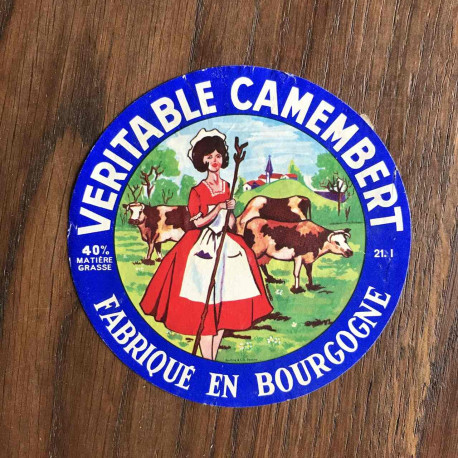 VERITABLE CAMEMBERT
40%
MATIÈRE
GRASSE
21. I
FABRIQUÉ EN BOURGOGNE